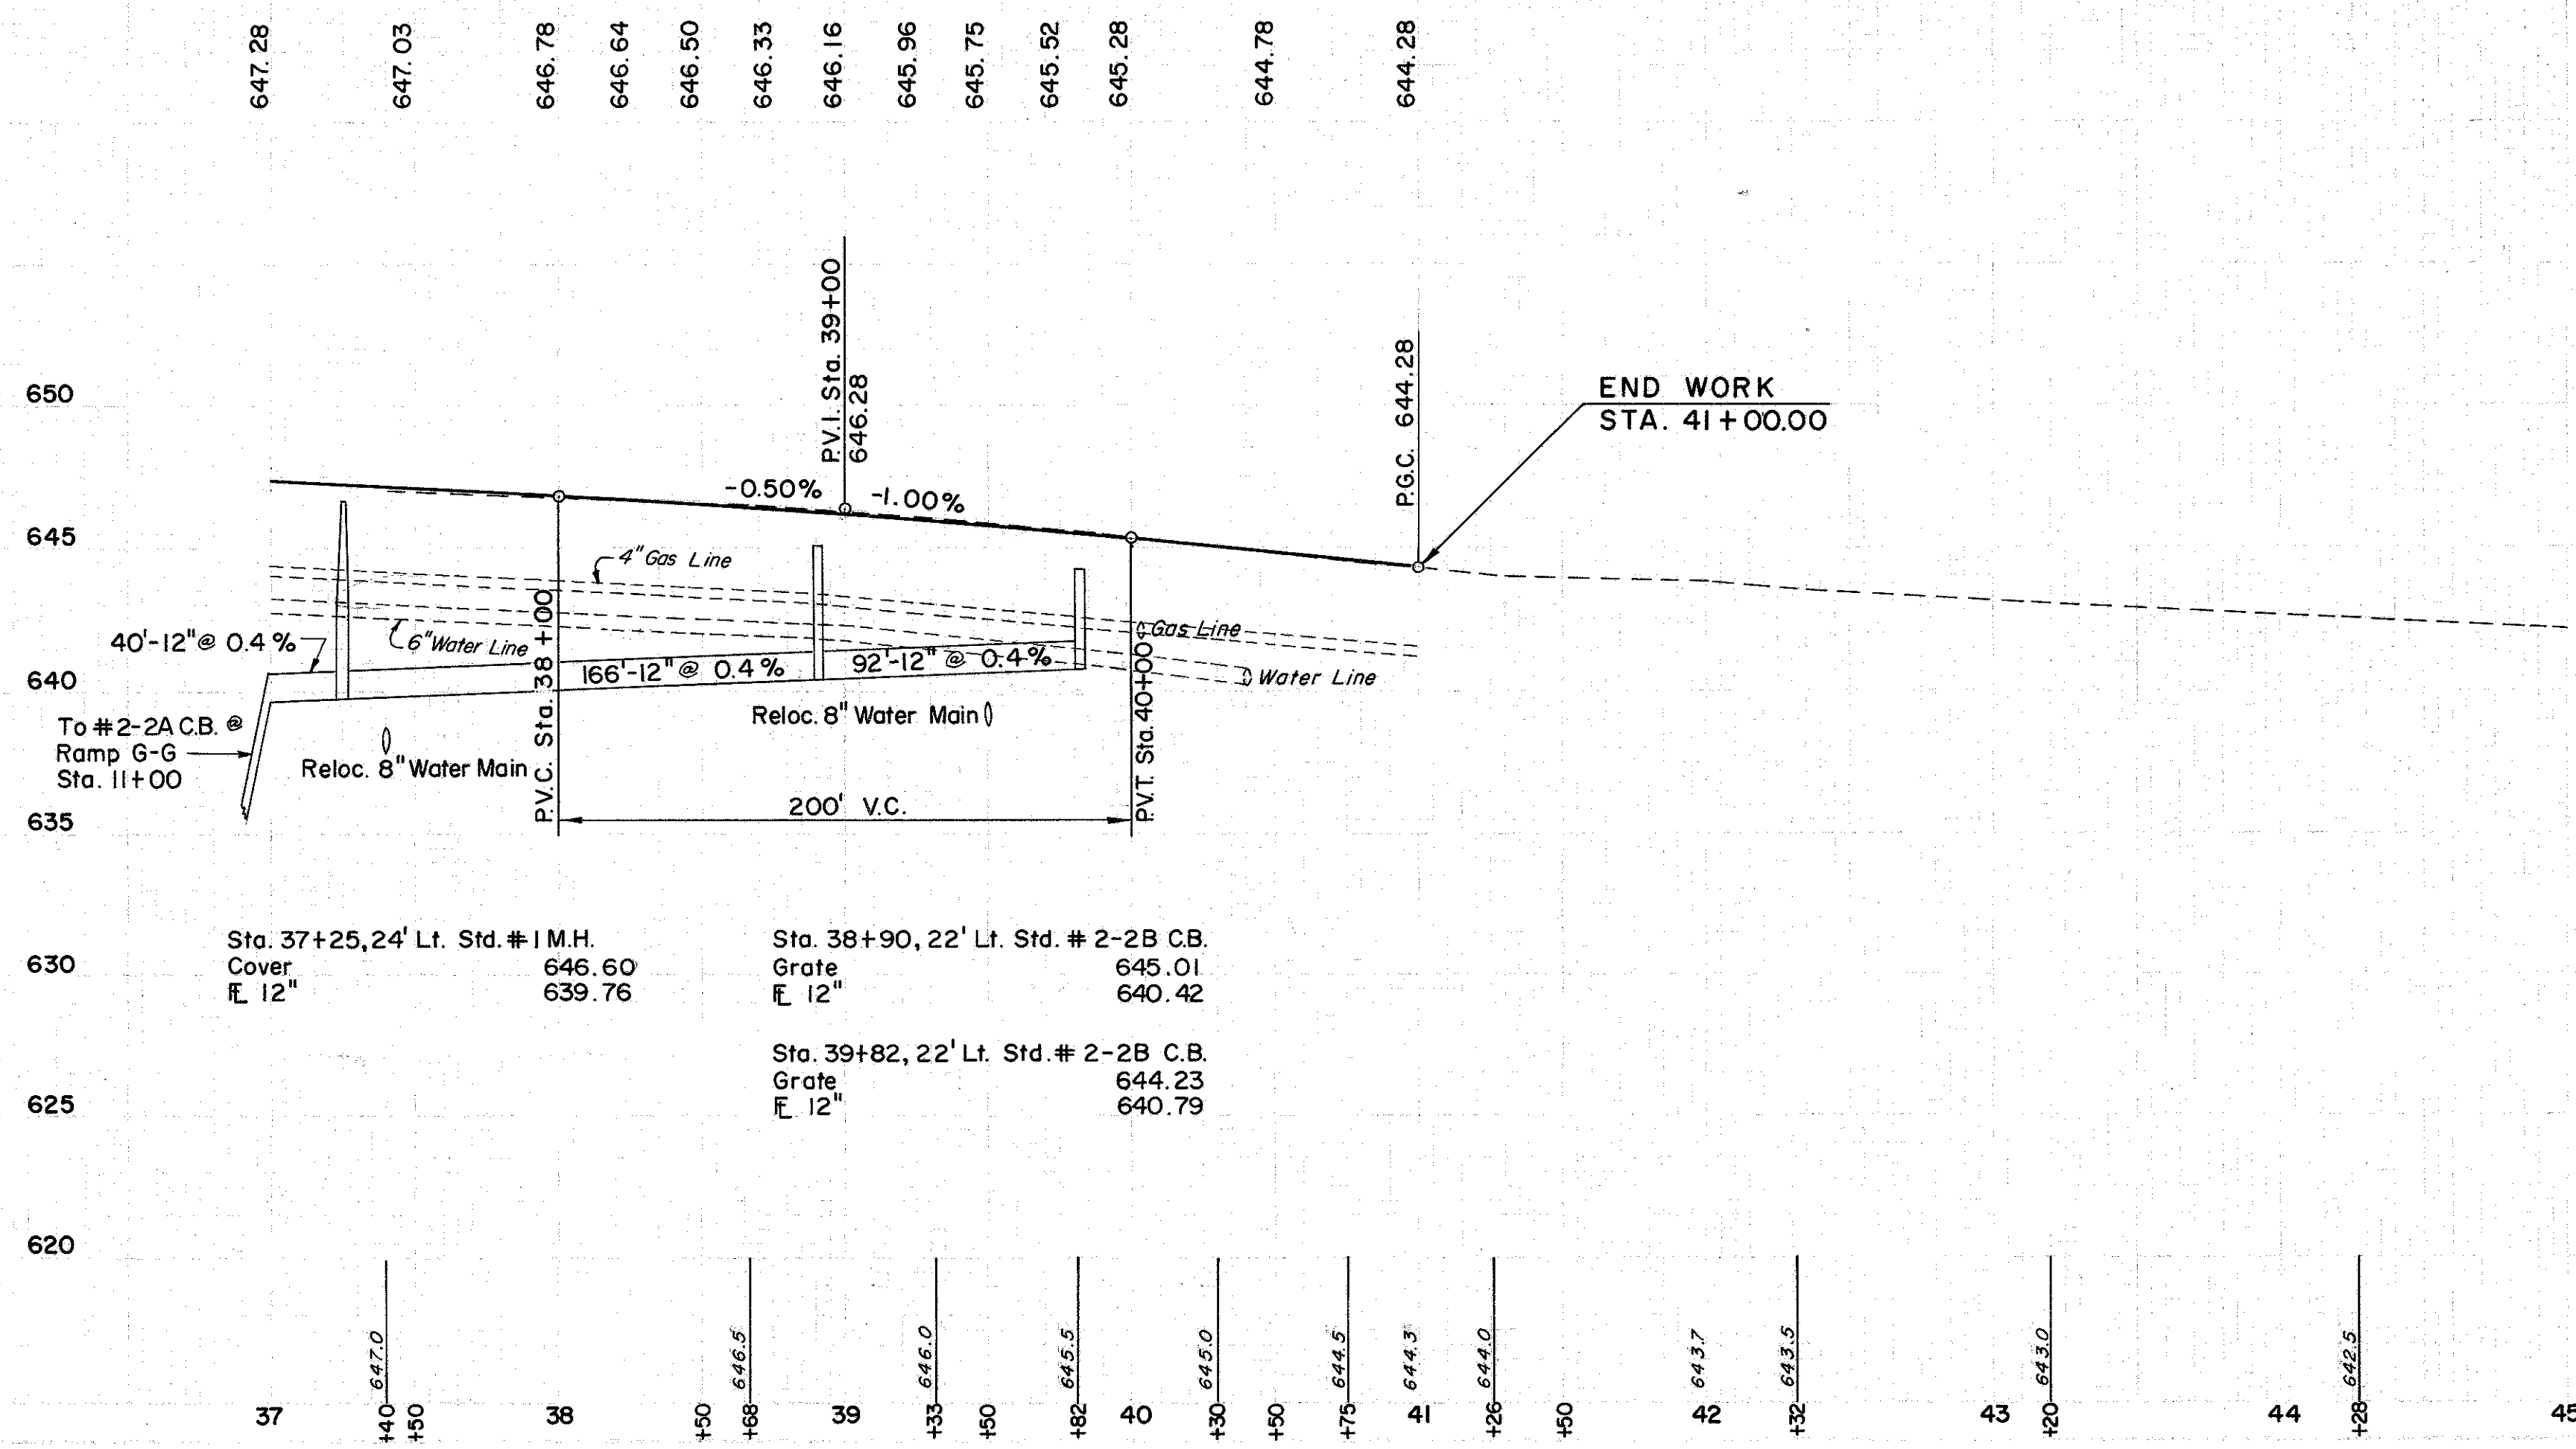 647.28 647.03 646.78 646.64 646.50 646.33 646.16 645.96 645.75 645.52 645.28 644.78 644.28
P.V.I. Sta. 39+00
646.28
P.G.C. 644.28
END WORK
STA. 41+00.00
650
-0.50% -1.00%
645
4" Gas Line
40'-12" @ 0.4 %
6" Water Line
166'-12" @ 0.4 %
92'-12" @ 0.4 %
Gas Line
Water Line
640
P.V.C. Sta. 38+00
P.V.T. Sta. 40+00
To #2-2A C.B. @
Ramp G-G
Sta. 11+00
Reloc. 8" Water Main
Reloc. 8" Water Main
200' V.C.
635
Sta. 37+25, 24' Lt. Std. #1 M.H.
Cover 646.60
FL 12" 639.76
Sta. 38+90, 22' Lt. Std. # 2-2B C.B.
Grate 645.01
FL 12" 640.42
630
Sta. 39+82, 22' Lt. Std. # 2-2B C.B.
Grate 644.23
FL 12" 640.79
625
620
647.0 646.5 646.0 645.5 645.0 644.5 644.3 644.0 643.7 643.5 643.0 642.5
37 +40 +50 38 +50 +68 39 +33 +50 +82 40 +30 +50 +75 41 +26 +50 42 +32 43 +20 44 +28 45